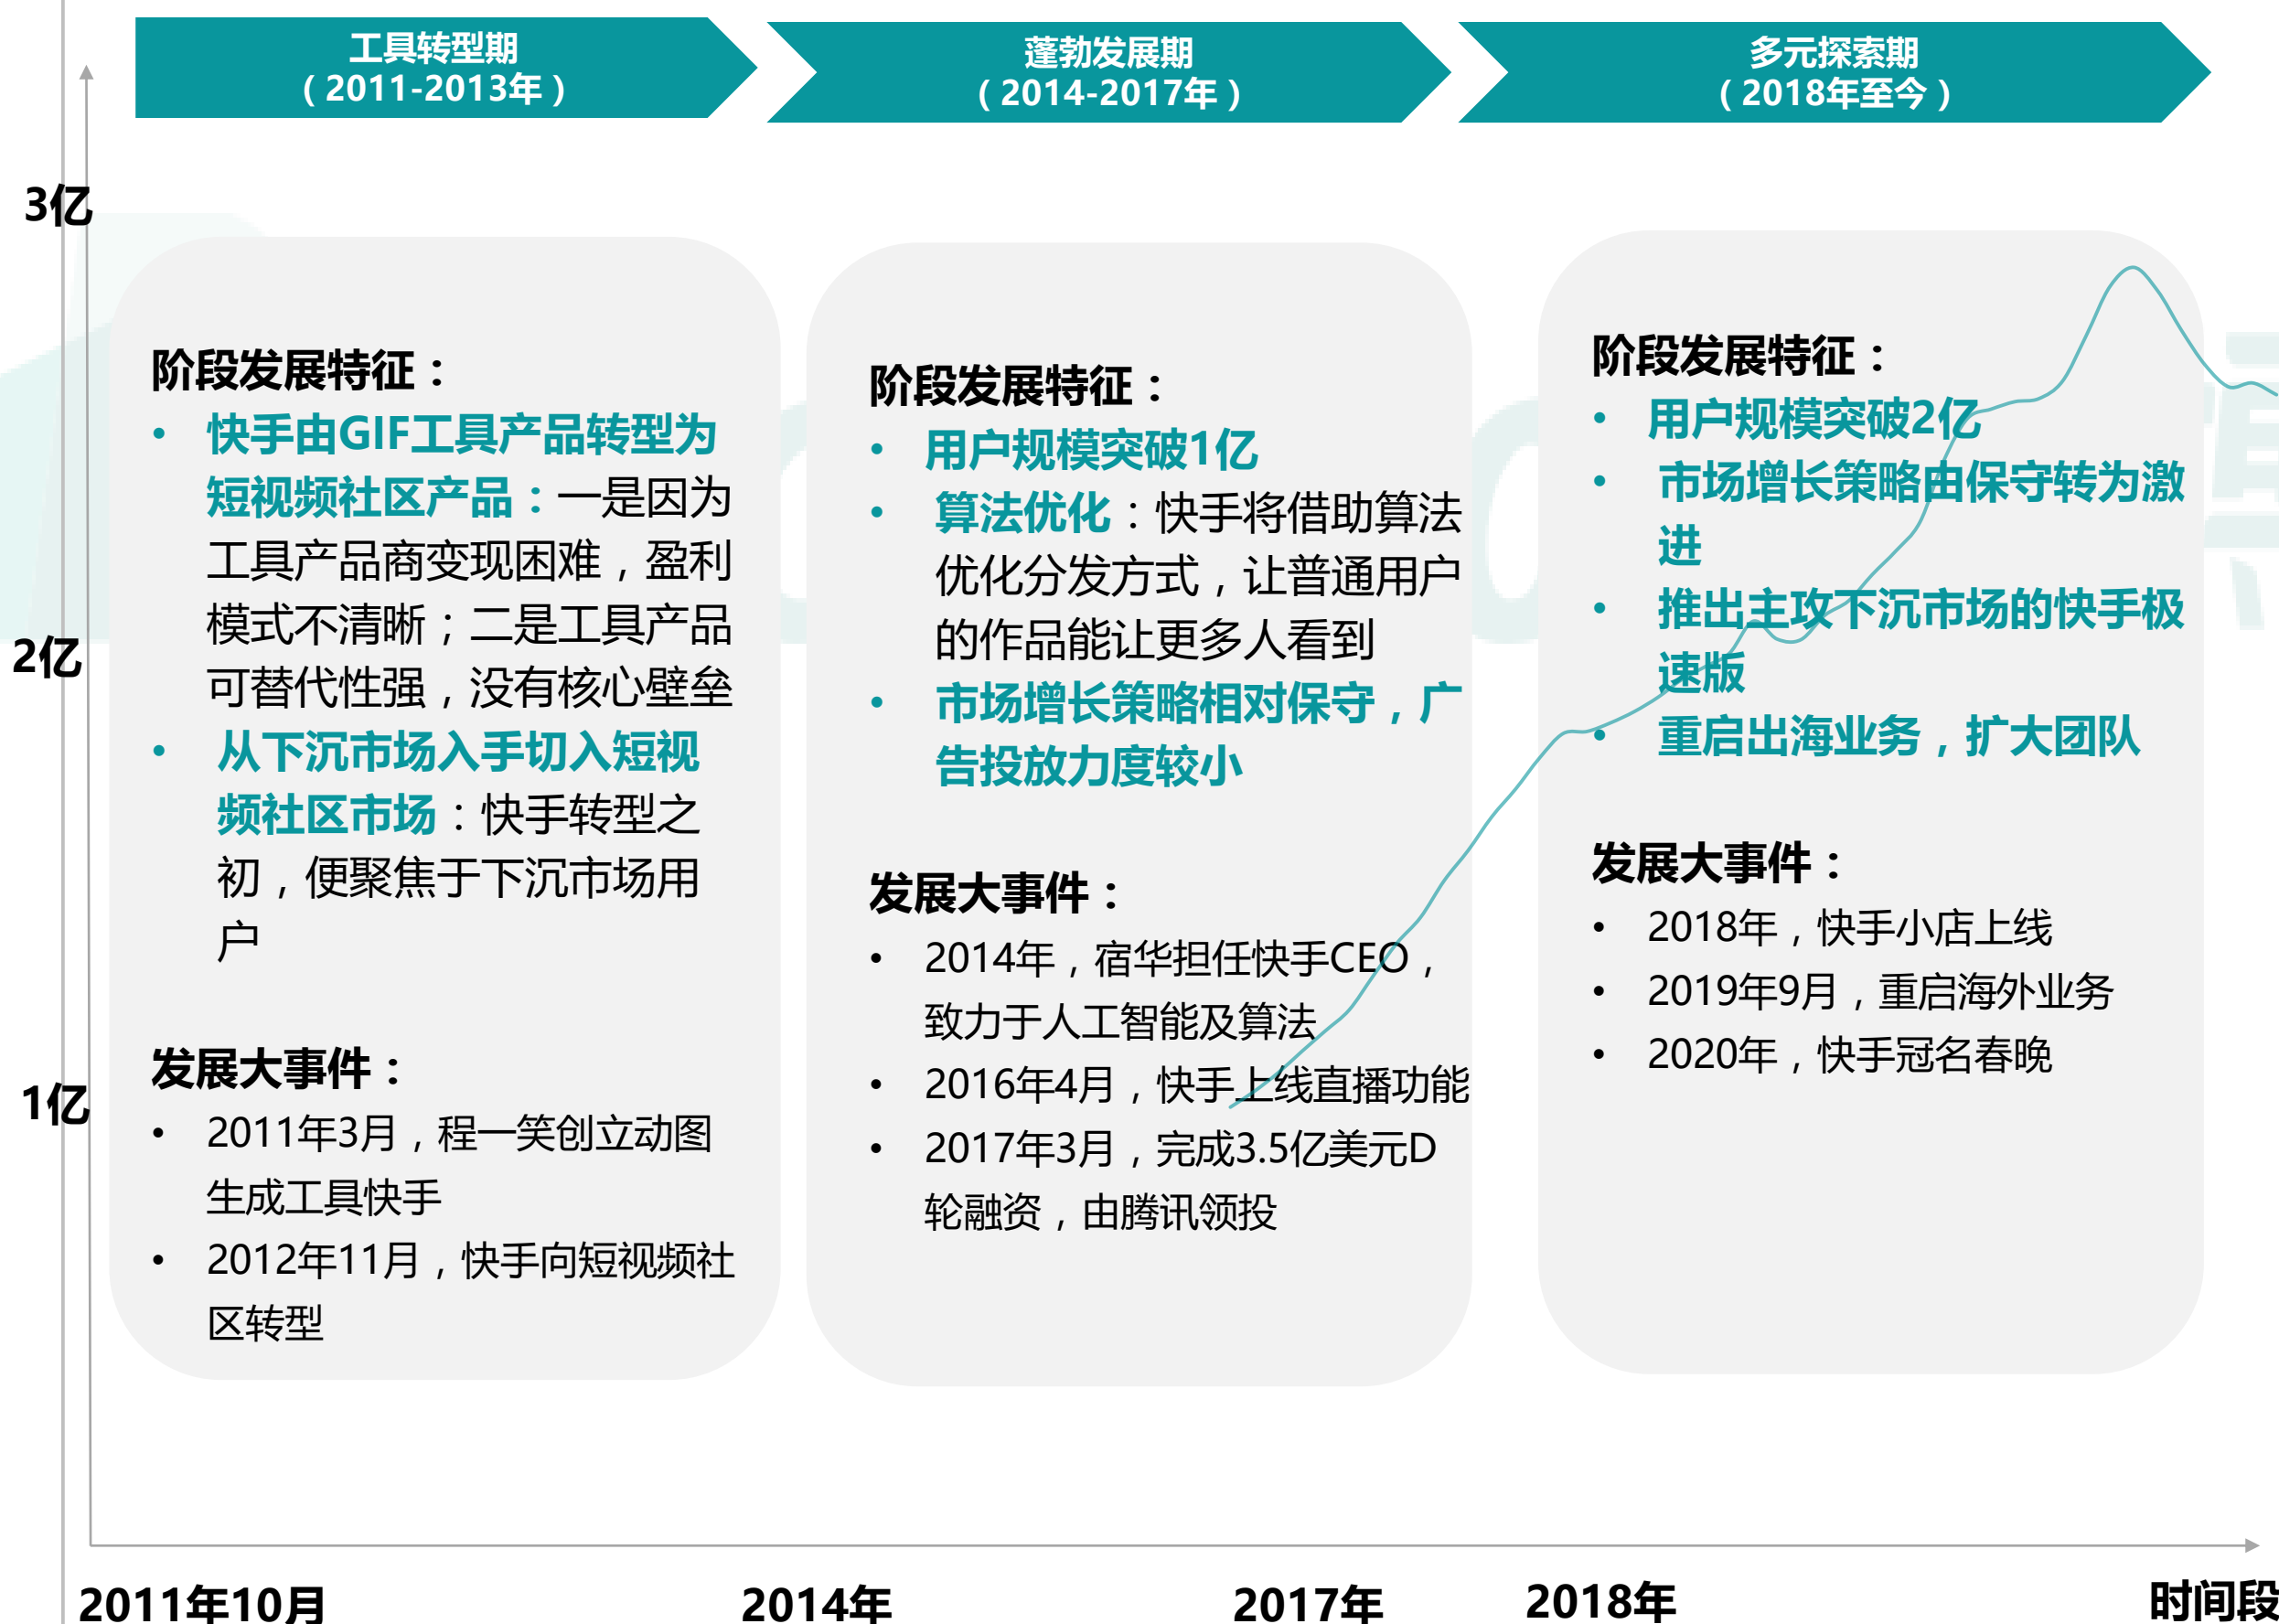 工具转型期
（2011-2013年）
蓬勃发展期
（2014-2017年）
多元探索期
（2018年至今）
3亿
2亿
1亿
阶段发展特征：
• 快手由GIF工具产品转型为
短视频社区产品：一是因为
工具产品商变现困难，盈利
模式不清晰；二是工具产品
可替代性强，没有核心壁垒
• 从下沉市场入手切入短视
频社区市场：快手转型之
初，便聚焦于下沉市场用
户
发展大事件：
• 2011年3月，程一笑创立动图
生成工具快手
• 2012年11月，快手向短视频社
区转型
阶段发展特征：
• 用户规模突破1亿
• 算法优化：快手将借助算法
优化分发方式，让普通用户
的作品能让更多人看到
• 市场增长策略相对保守，广
告投放力度较小
发展大事件：
• 2014年，宿华担任快手CEO，
致力于人工智能及算法
• 2016年4月，快手上线直播功能
• 2017年3月，完成3.5亿美元D
轮融资，由腾讯领投
阶段发展特征：
• 用户规模突破2亿
• 市场增长策略由保守转为激
进
• 推出主攻下沉市场的快手极
速版
• 重启出海业务，扩大团队
发展大事件：
• 2018年，快手小店上线
• 2019年9月，重启海外业务
• 2020年，快手冠名春晚
2011年10月
2014年
2017年
2018年
时间段